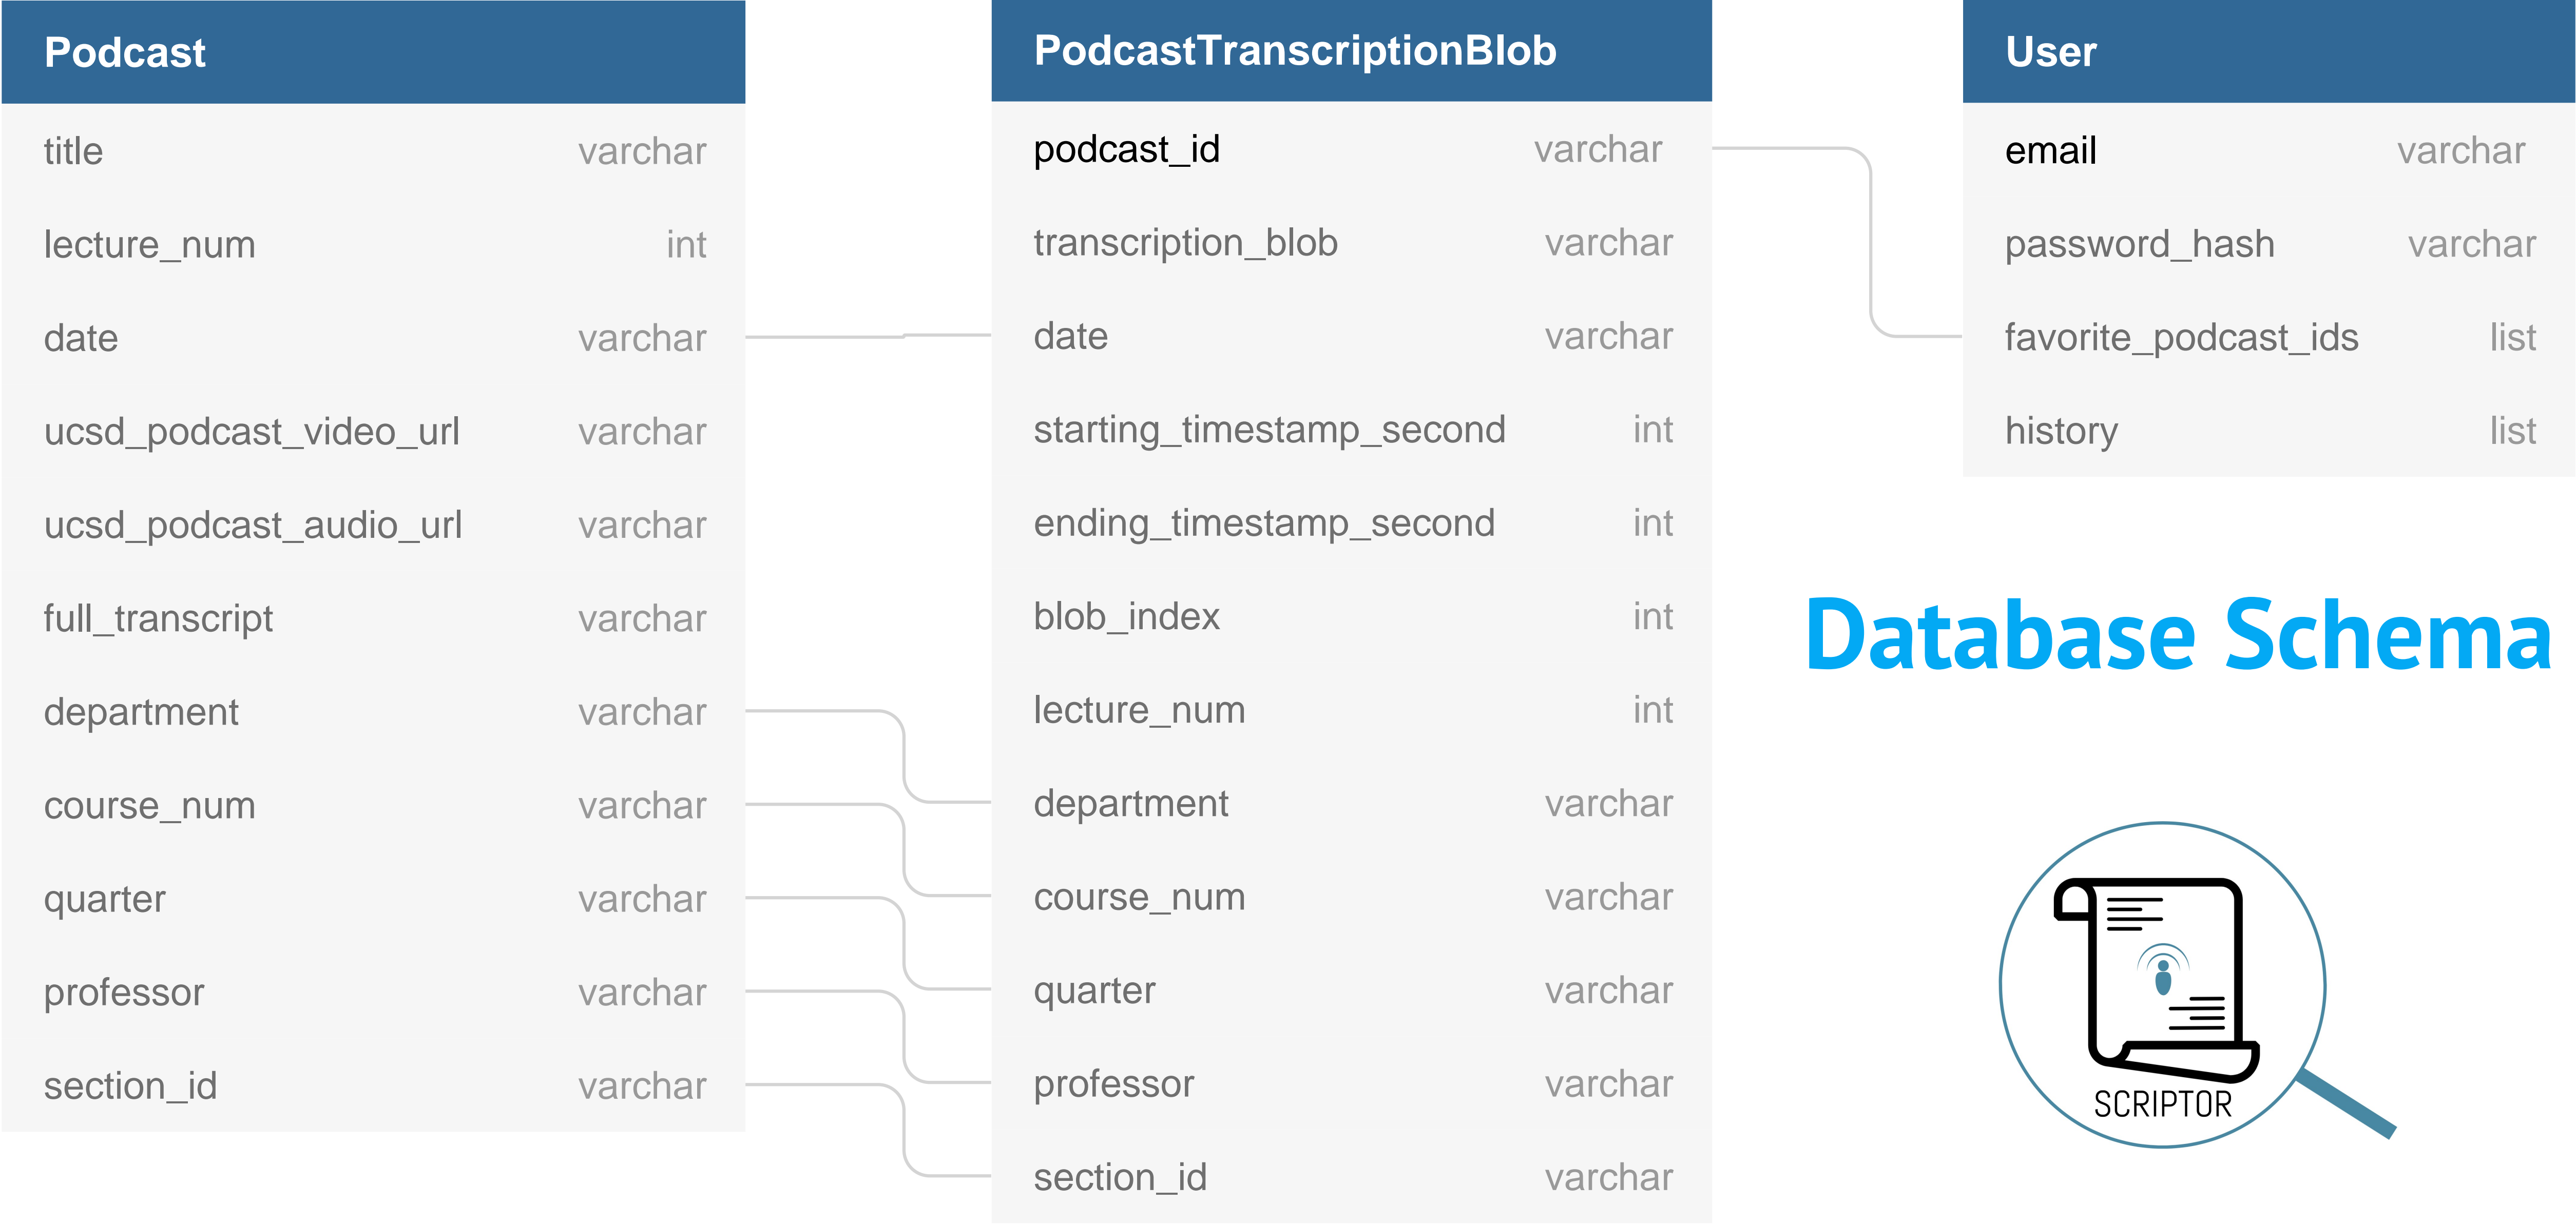 Podcast
title varchar
lecture_num int
date varchar
ucsd_podcast_video_url varchar
ucsd_podcast_audio_url varchar
full_transcript varchar
department varchar
course_num varchar
quarter varchar
professor varchar
section_id varchar
PodcastTranscriptionBlob
podcast_id varchar
transcription_blob varchar
date varchar
starting_timestamp_second int
ending_timestamp_second int
blob_index int
lecture_num int
department varchar
course_num varchar
quarter varchar
professor varchar
section_id varchar
User
email varchar
password_hash varchar
favorite_podcast_ids list
history list
Database Schema
SCRIPTOR